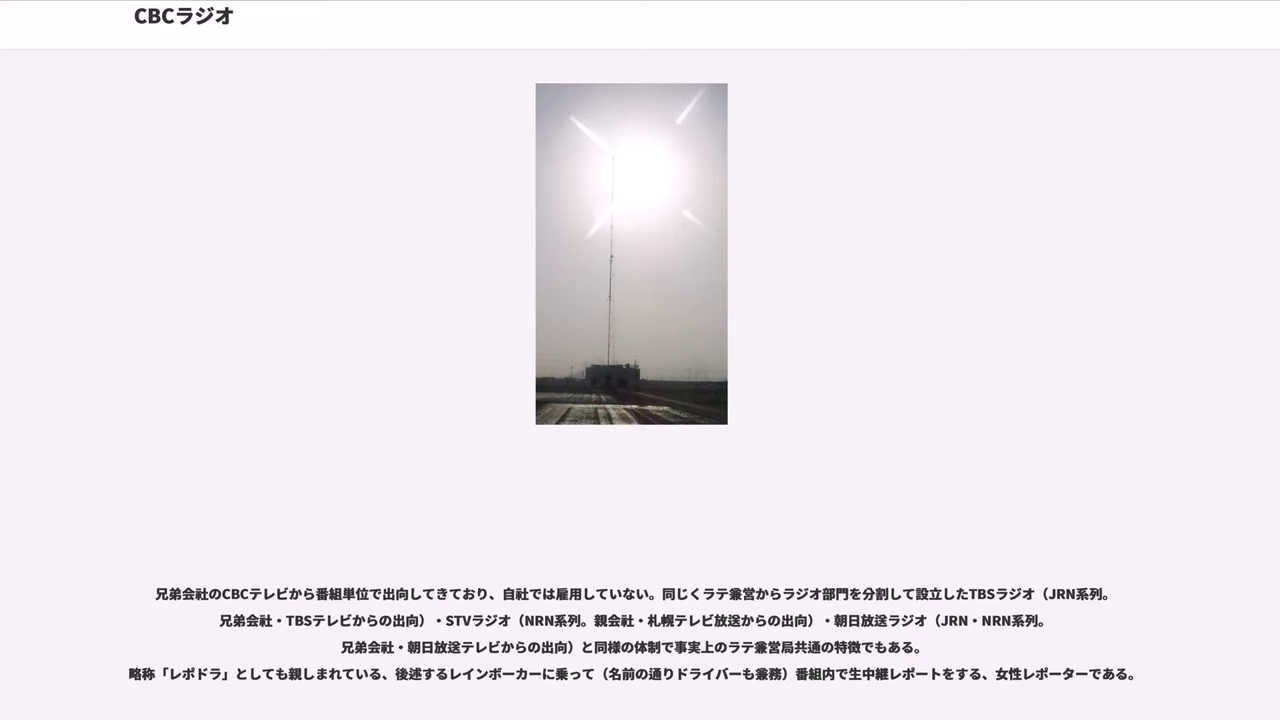 CBCラジオ
兄弟会社のCBCテレビから番組単位で出向してきており、自社では雇用していない。同じくラテ兼営からラジオ部門を分割して設立したTBSラジオ（JRN系列。
兄弟会社・TBSテレビからの出向）・STVラジオ（NRN系列。親会社・札幌テレビ放送からの出向）・朝日放送ラジオ（JRN・NRN系列。
兄弟会社・朝日放送テレビからの出向）と同様の体制で事実上のラテ兼営局共通の特徴でもある。
略称「レポドラ」としても親しまれている、後述するレインボーカーに乗って（名前の通りドライバーも兼務）番組内で生中継レポートをする、女性レポーターである。